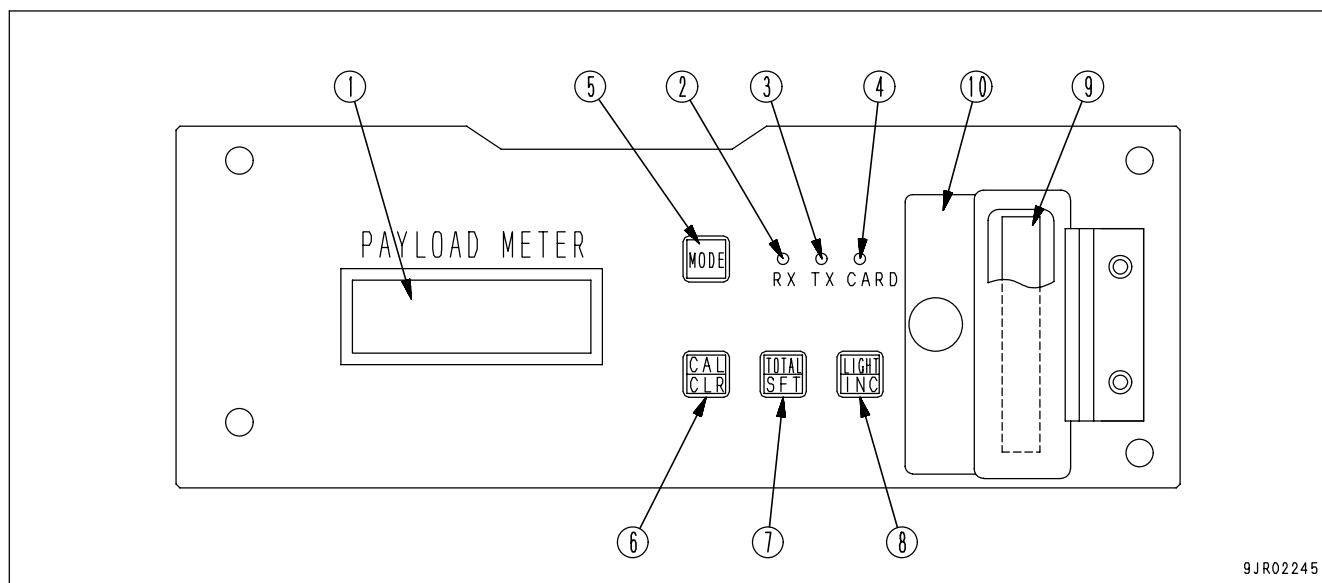 1 5 2 3 4 10 9
PAYLOAD METER
MODE
RX TX CARD
CAL TOTAL LIGHT
CLR SFT INC
6 7 8
9JR02245